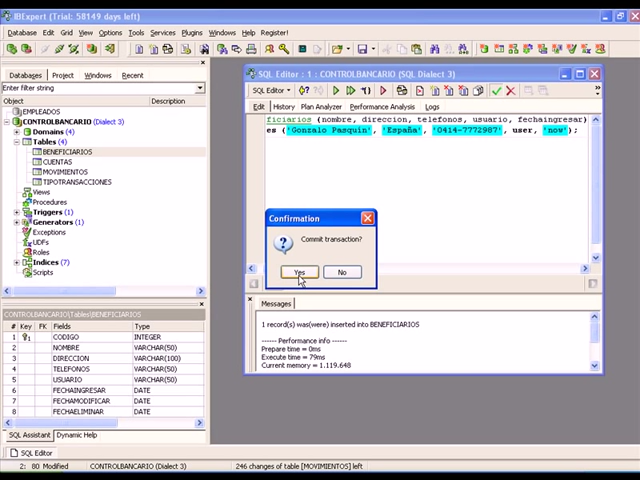 IBExpert (Trial: 58149 days left)
Database Edit Grid View Options Tools Services Plugins Windows IB Help Register!
Databases Project Windows Recent
Enter filter string
Object Description
EMPLEADOS
CONTROLBANCARIO (Dialect 3)
Domains (4)
Tables (4)
BENEFICIARIOS
CUENTAS
MOVIMIENTOS
TIPOTRANSACCIONES
Views
Procedures
Triggers (7)
Generators (7)
Exceptions
UDFs
Roles
Indices (7)
Scripts
CONTROLBANCARIO\Tables\BENEFICIARIOS
# Key FK Fields Type
1 1 CODIGO INTEGER
2 NOMBRE VARCHAR(50)
3 DIRECCION VARCHAR(100)
4 TELEFONOS VARCHAR(50)
5 USUARIO VARCHAR(50)
6 FECHAINGRESAR DATE
7 FECHAMODIFICAR DATE
8 FECHAELIMINAR DATE
SQL Assistant Dynamic Help
SQL Editor : 1 : CONTROLBANCARIO (SQL Dialect 3)
SQL Editor
Edit History Plan Analyzer Performance Analysis Logs
ficiarios (nombre, direccion, telefonos, usuario, fechaingresar)
es ('Gonzalo Pasquin', 'España', '0414-7772987', user, 'now');
Confirmation
Commit transaction?
Yes No
Messages
1 record(s) was(were) inserted into BENEFICIARIOS
------ Performance info ------
Prepare time = 0ms
Execute time = 79ms
Current memory = 1.119.648
SQL Editor
2: 80 Modified CONTROLBANCARIO (Dialect 3) 246 changes of table [MOVIMIENTOS] left